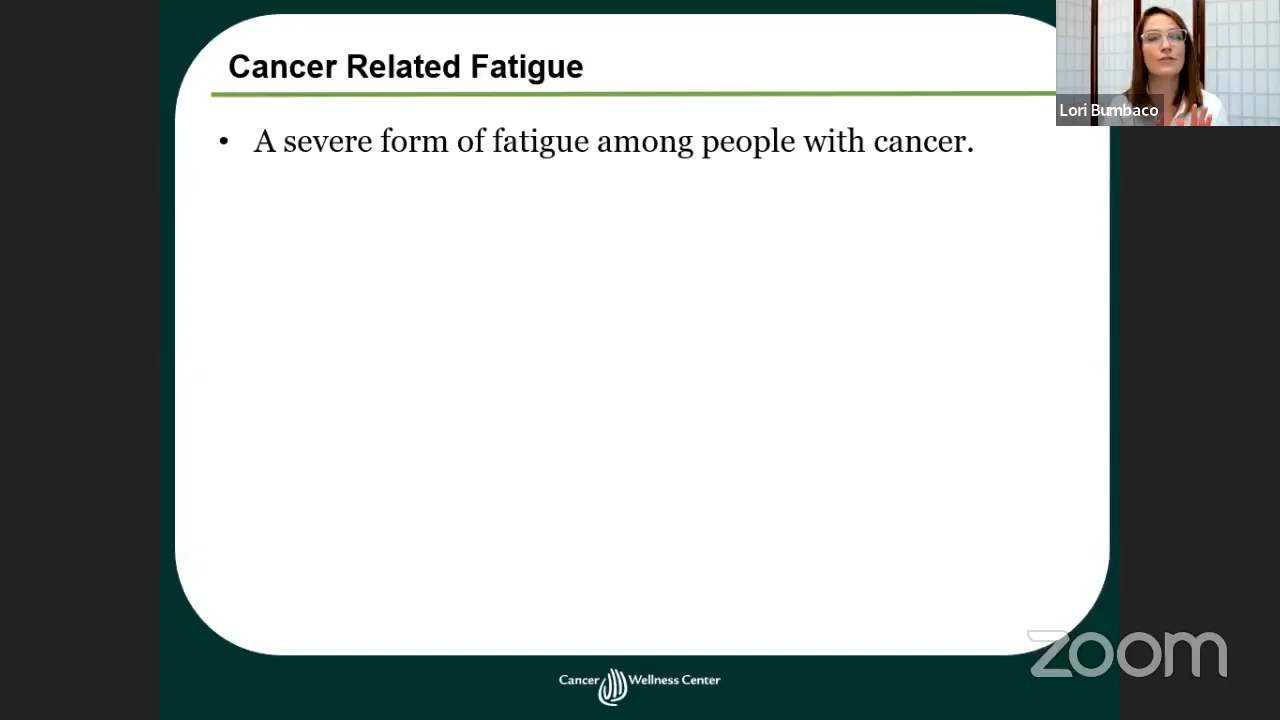 Cancer Related Fatigue
Lori Bumbaco
• A severe form of fatigue among people with cancer.
zoom
Cancer Wellness Center